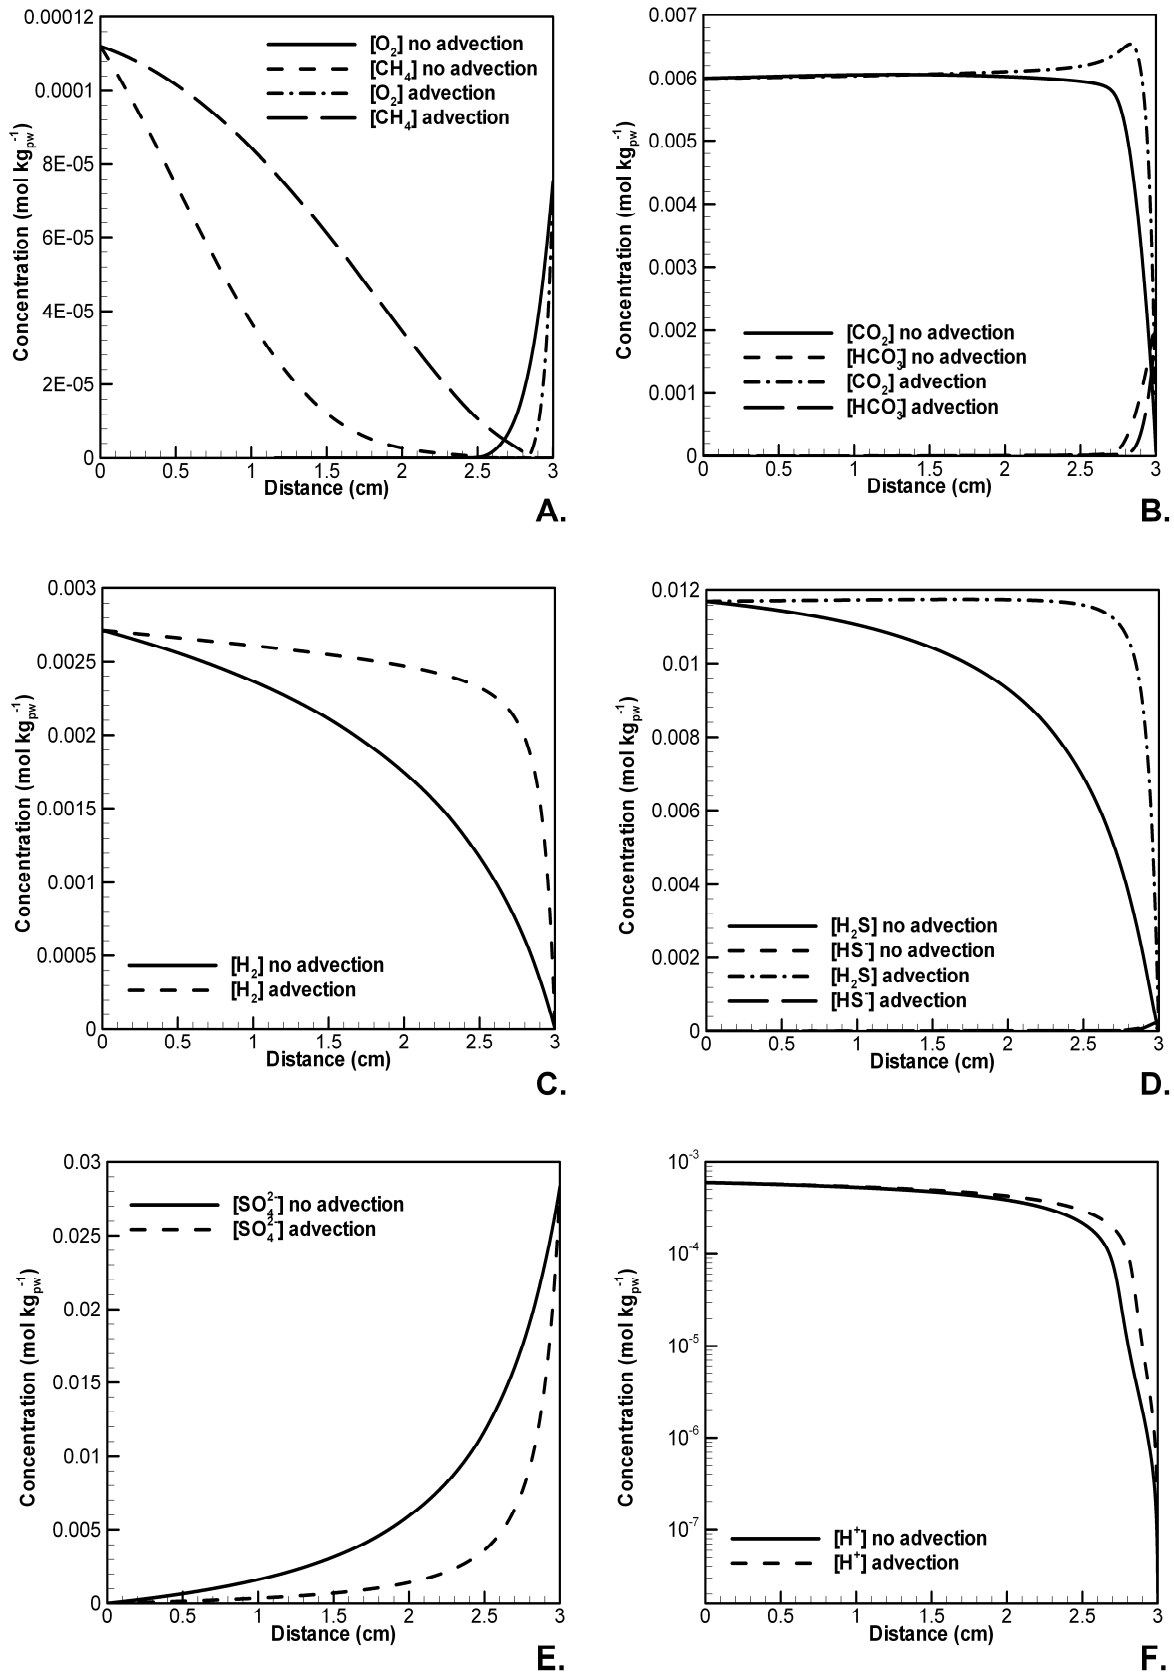 0.00012
0.0001
8E-05
6E-05
4E-05
2E-05
0
0 0.5 1 1.5 2 2.5 3
Concentration (mol kg_pw^-1)
Distance (cm)
[O₂] no advection
[CH₄] no advection
[O₂] advection
[CH₄] advection
A.
0.007
0.006
0.005
0.004
0.003
0.002
0.001
0
0 0.5 1 1.5 2 2.5 3
Concentration (mol kg_pw^-1)
Distance (cm)
[CO₂] no advection
[HCO₃⁻] no advection
[CO₂] advection
[HCO₃⁻] advection
B.
0.003
0.0025
0.002
0.0015
0.001
0.0005
0
0 0.5 1 1.5 2 2.5 3
Concentration (mol kg_pw^-1)
Distance (cm)
[H₂] no advection
[H₂] advection
C.
0.012
0.01
0.008
0.006
0.004
0.002
0
0 0.5 1 1.5 2 2.5 3
Concentration (mol kg_pw^-1)
Distance (cm)
[H₂S] no advection
[HS⁻] no advection
[H₂S] advection
[HS⁻] advection
D.
0.03
0.025
0.02
0.015
0.01
0.005
0
0 0.5 1 1.5 2 2.5 3
Concentration (mol kg_pw^-1)
Distance (cm)
[SO₄²⁻] no advection
[SO₄²⁻] advection
E.
10⁻³
10⁻⁴
10⁻⁵
10⁻⁶
10⁻⁷
0 0.5 1 1.5 2 2.5 3
Concentration (mol kg_pw^-1)
Distance (cm)
[H⁺] no advection
[H⁺] advection
F.